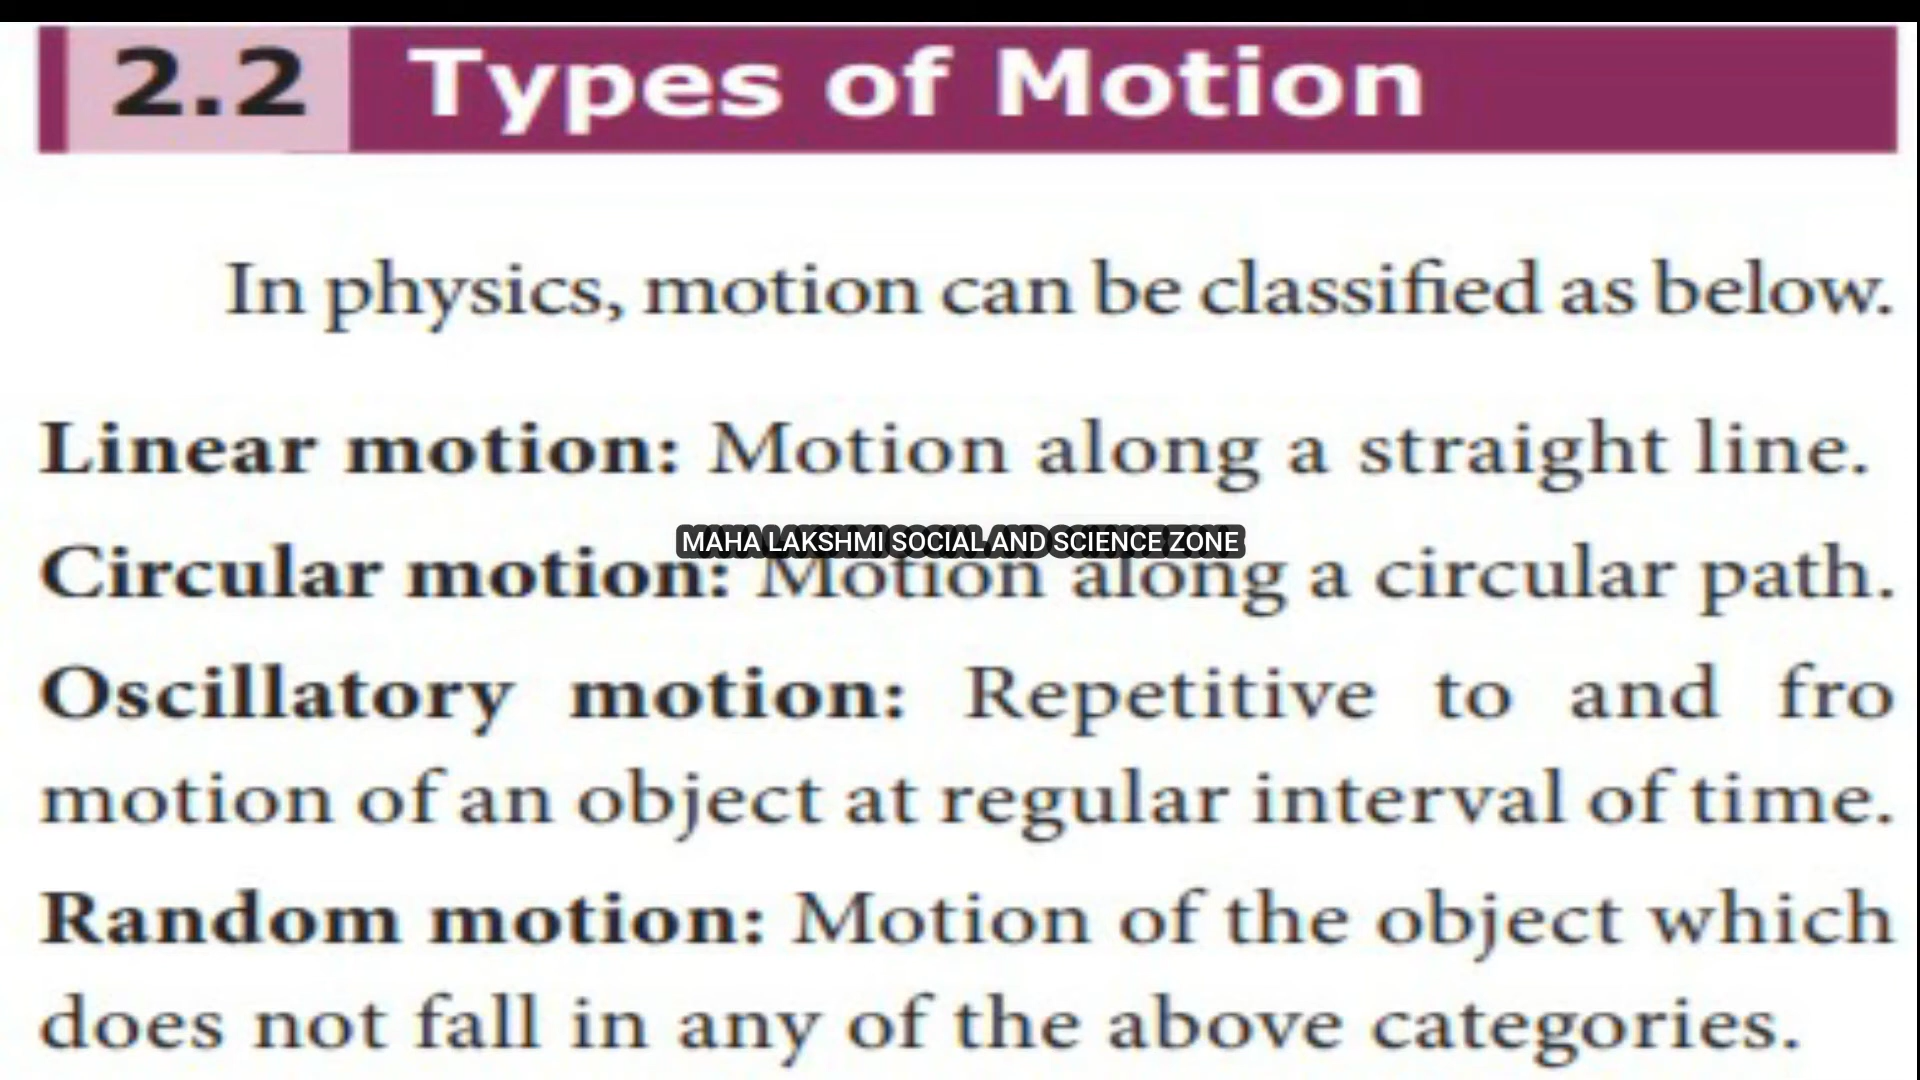 2.2 Types of Motion
In physics, motion can be classified as below.
Linear motion: Motion along a straight line.
MAHA LAKSHMI SOCIAL AND SCIENCE ZONE
Circular motion: Motion along a circular path.
Oscillatory motion: Repetitive to and fro
motion of an object at regular interval of time.
Random motion: Motion of the object which
does not fall in any of the above categories.